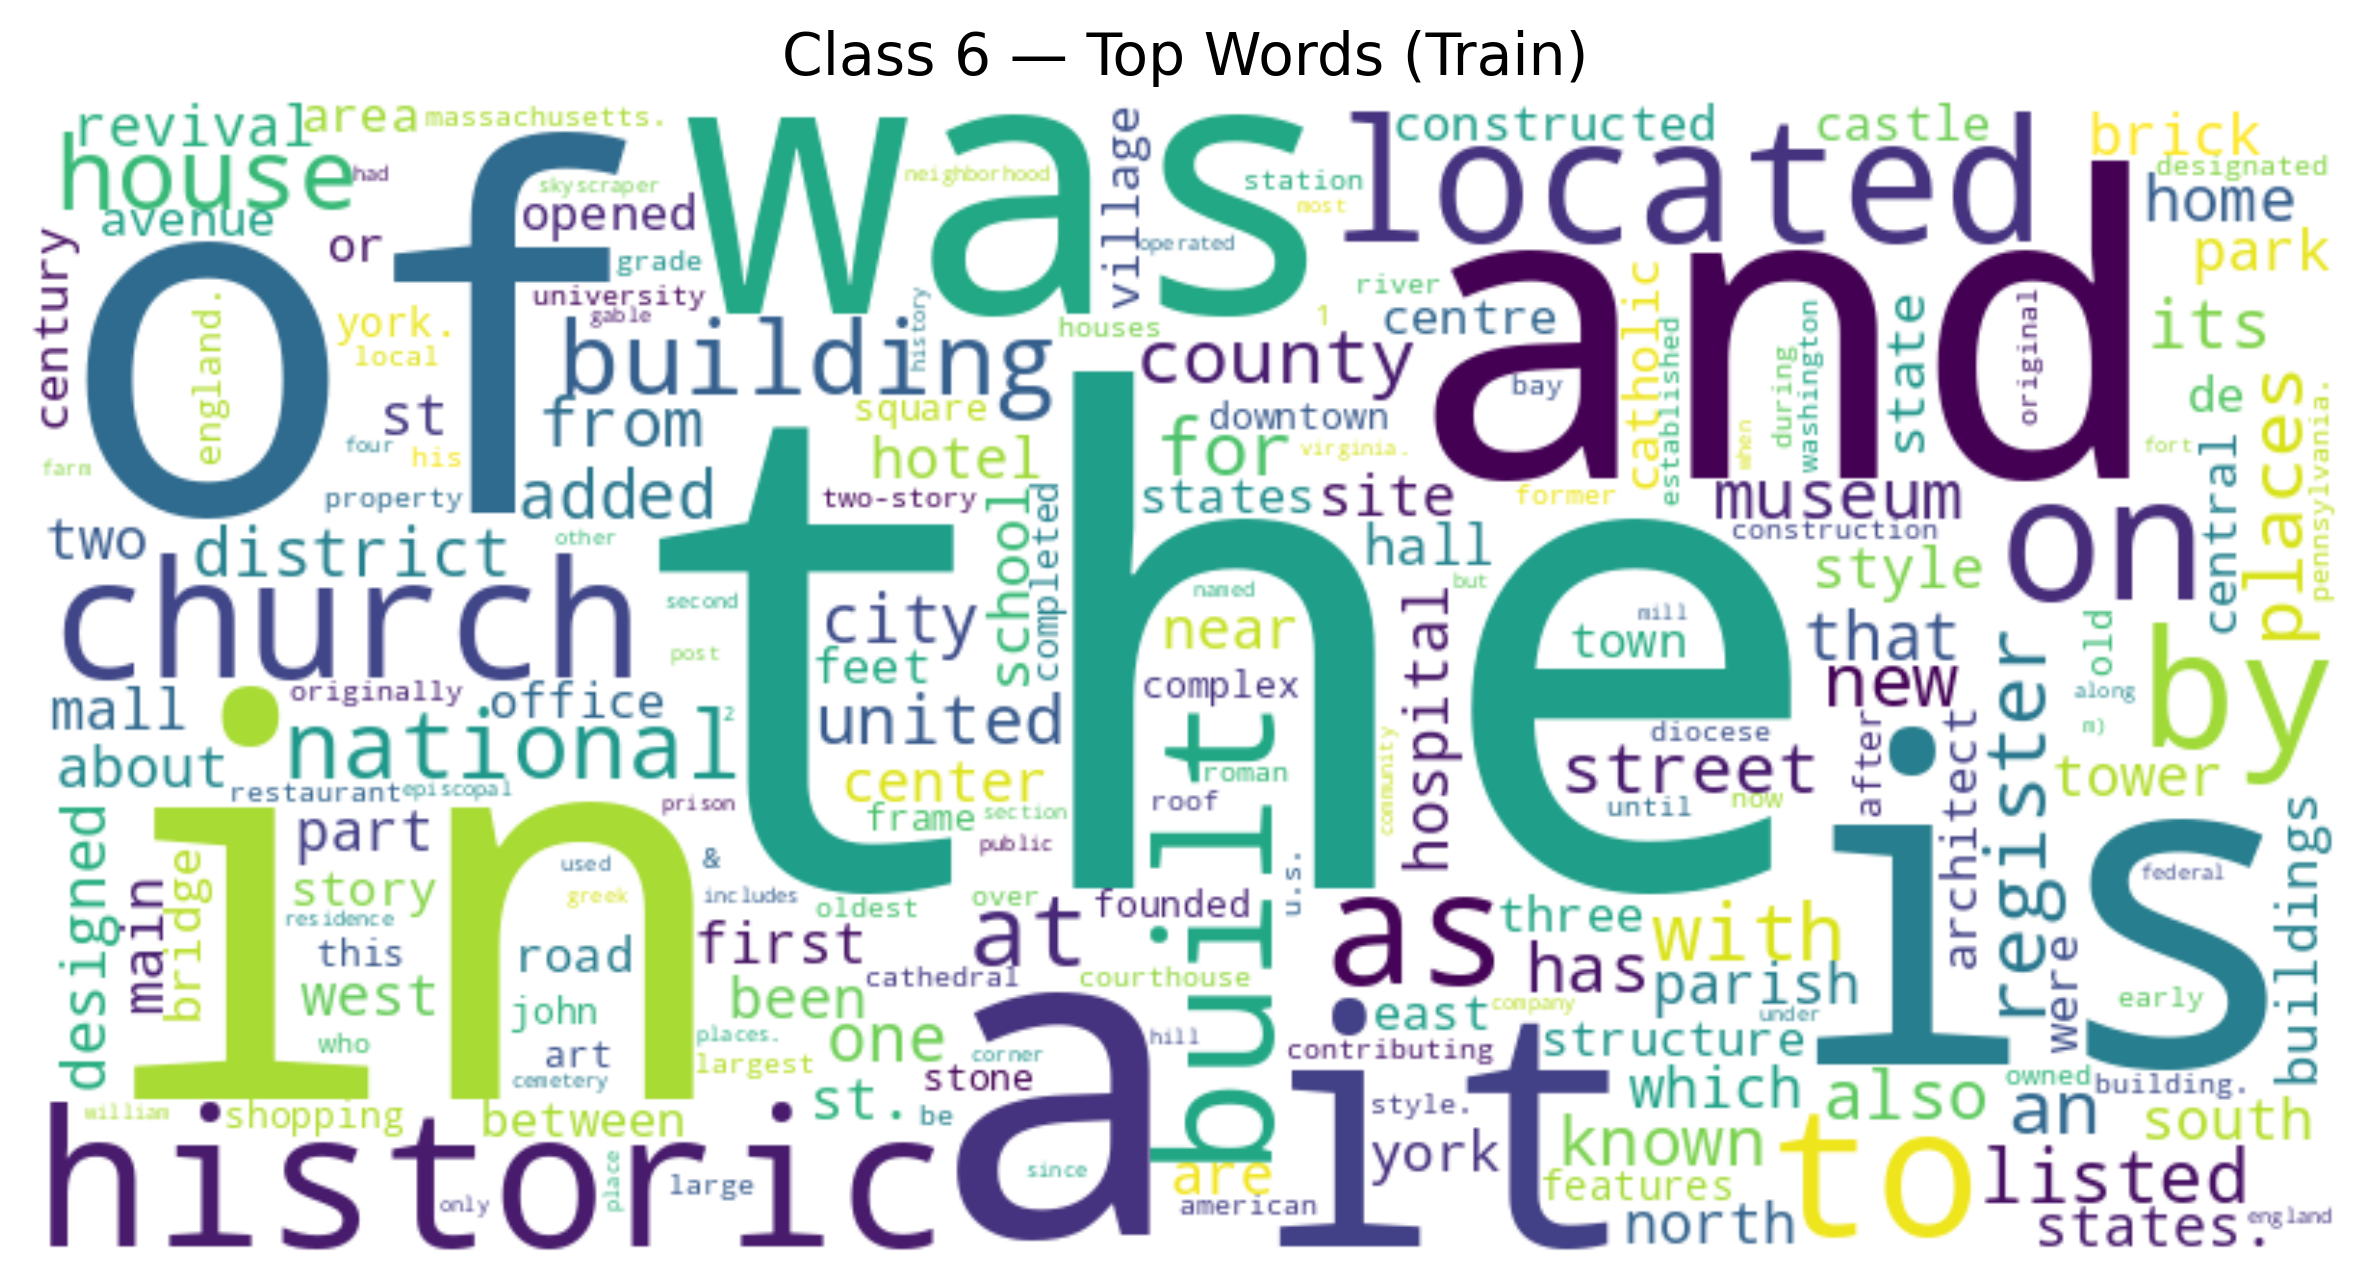 Class 6 — Top Words (Train)
revival
area
massachusetts.
was
village
located
constructed
castle
brick
house
had
skyscraper
neighborhood
station
most
designated
avenue
of
opened
operated
home
century
or
grade
and
park
university
gable
history
river
england.
york.
local
building
houses
1
centre
catholic
established
during
washington
state
original
its
county
bay
st
from
square
downtown
de
places
pennsylvania.
four
his
farm
hotel
for
virginia.
when
fort
central
property
added
two-story
school
completed
states
site
former
museum
construction
on
two
district
other
the
hall
style
church
second
city
named
near
but
mill
town
that
old
post
feet
hospital
new
register
by
mall
originally
office
national
2
united
complex
diocese
along
m)
about
center
built
roman
street
after
tower
restaurant
episcopal
prison
frame
section
roof
community
until
now
architect
is
buildings
designed
in
part
public
&
used
greek
includes
u.s.
federal
main
bridge
story
residence
oldest
over
founded
as
three
with
this
road
first
at
has
were
cathedral
courthouse
parish
early
west
john
been
company
under
east
who
art
cemetery
places.
one
largest
corner
hill
contributing
structure
stone
a
it
which
also
owned
building.
william
shopping
between
st.
be
style.
an
south
historic
york
known
to
listed
only
place
large
since
are
features
american
north
states.
england